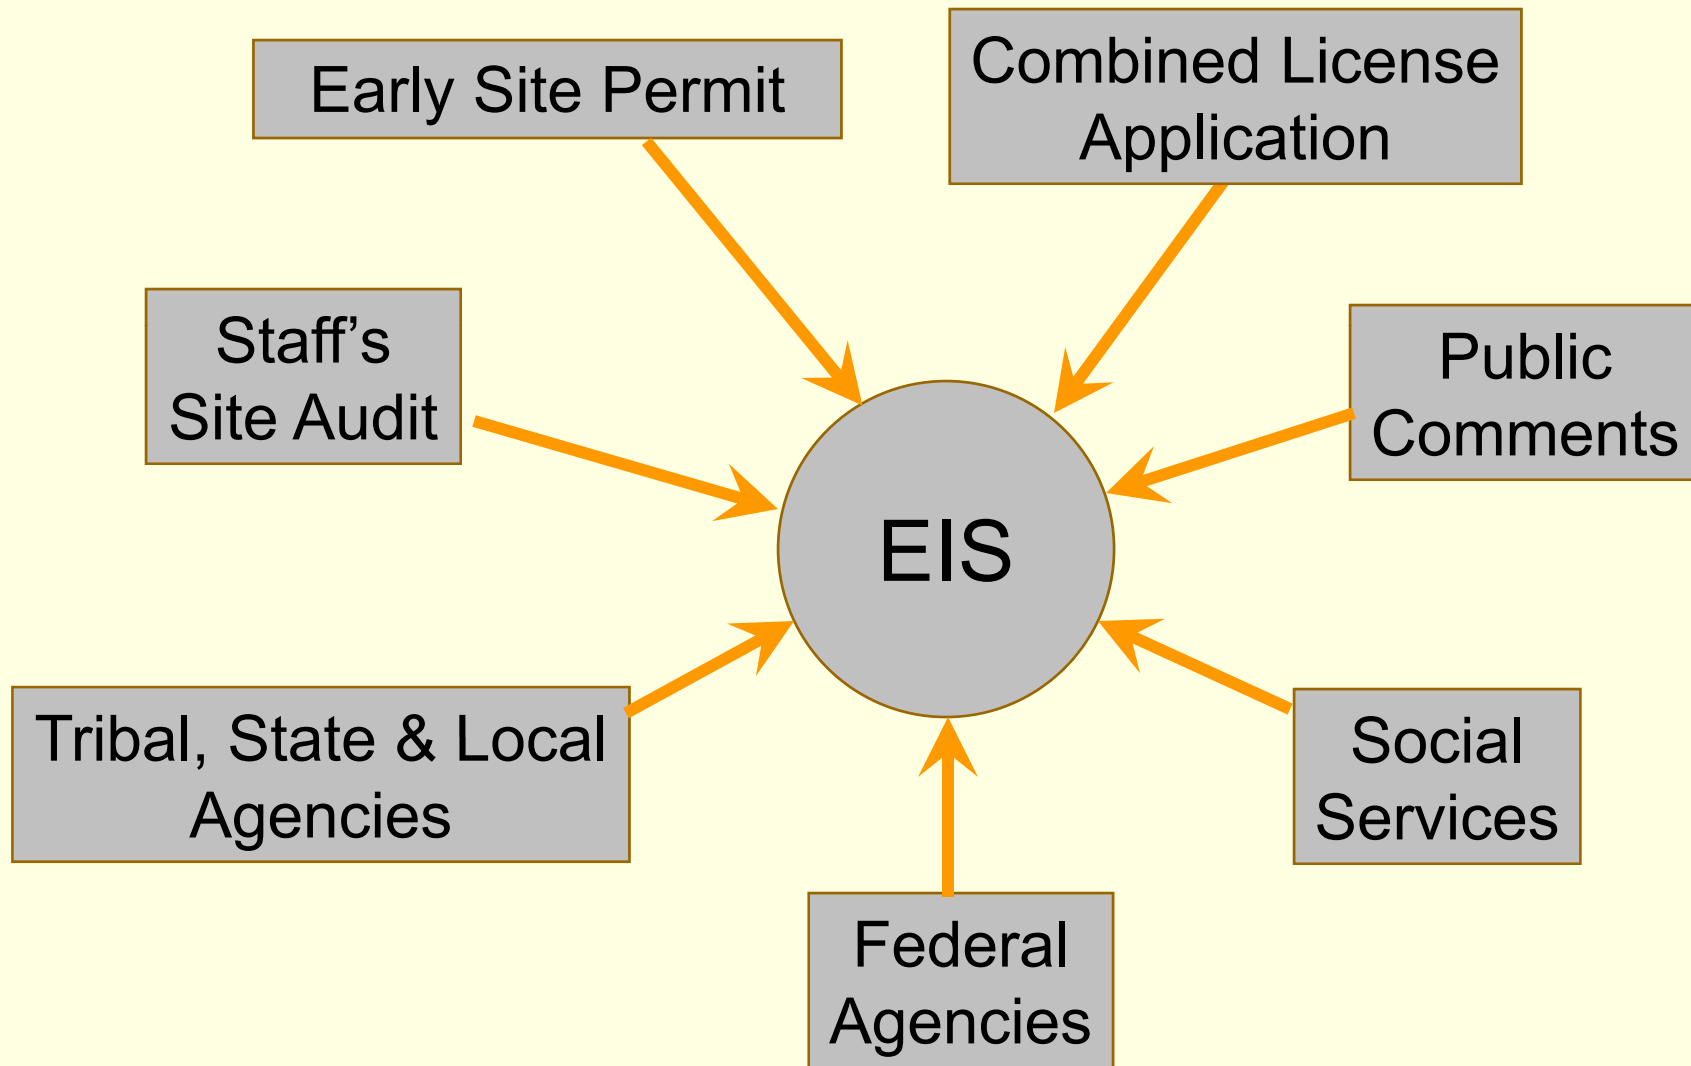 Early Site Permit
Combined License
Application
Staff’s
Site Audit
Public
Comments
EIS
Tribal, State & Local
Agencies
Social
Services
Federal
Agencies